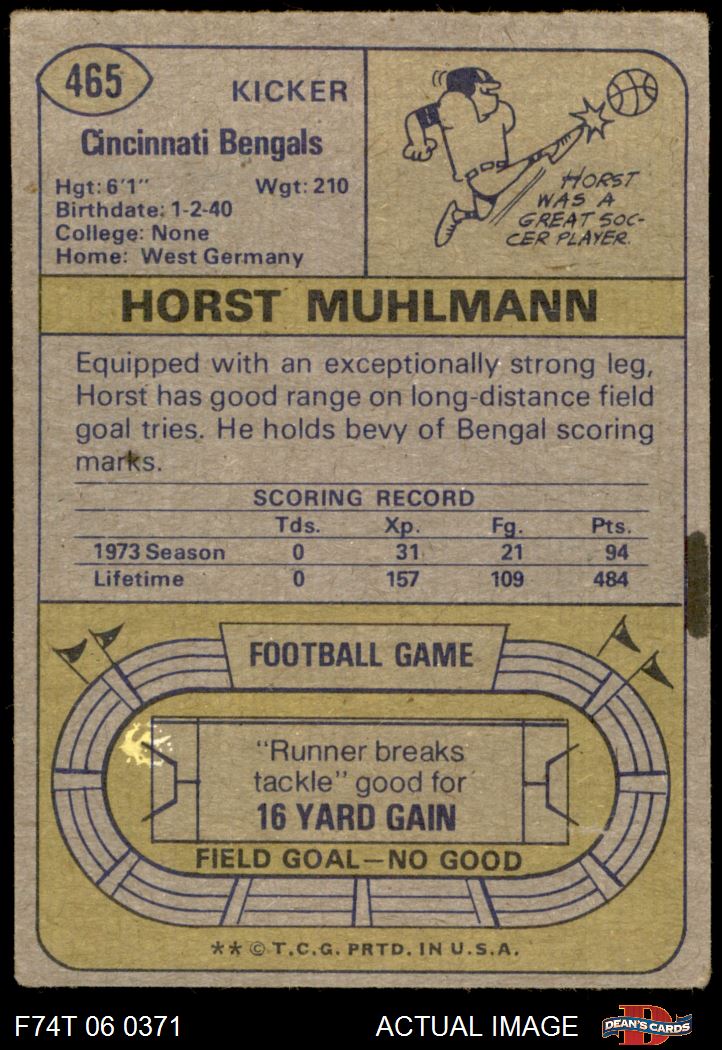 465
KICKER
Cincinnati Bengals
Hgt: 6'1" Wgt: 210
Birthdate: 1-2-40
College: None
Home: West Germany
HORST
WAS A
GREAT SOC-
CER PLAYER.
HORST MUHLMANN
Equipped with an exceptionally strong leg,
Horst has good range on long-distance field
goal tries. He holds bevy of Bengal scoring
marks.
SCORING RECORD
Tds. Xp. Fg. Pts.
1973 Season 0 31 21 94
Lifetime 0 157 109 484
FOOTBALL GAME
"Runner breaks
tackle" good for
16 YARD GAIN
FIELD GOAL—NO GOOD
** © T.C.G. PRTD. IN U.S.A.
F74T 06 0371 ACTUAL IMAGE DEAN'S CARDS